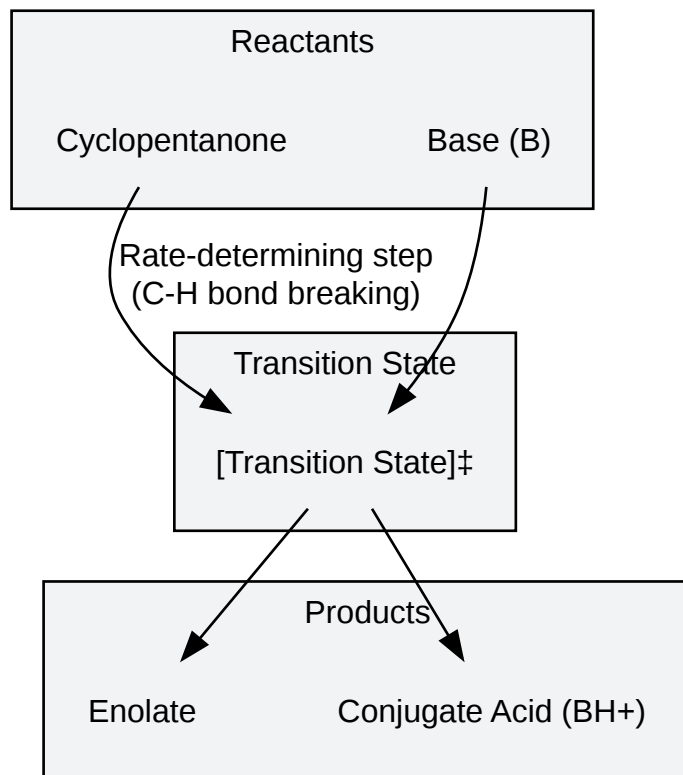 Reactants
Cyclopentanone
Base (B)
Rate-determining step
(C-H bond breaking)
Transition State
[Transition State]‡
Products
Enolate
Conjugate Acid (BH+)